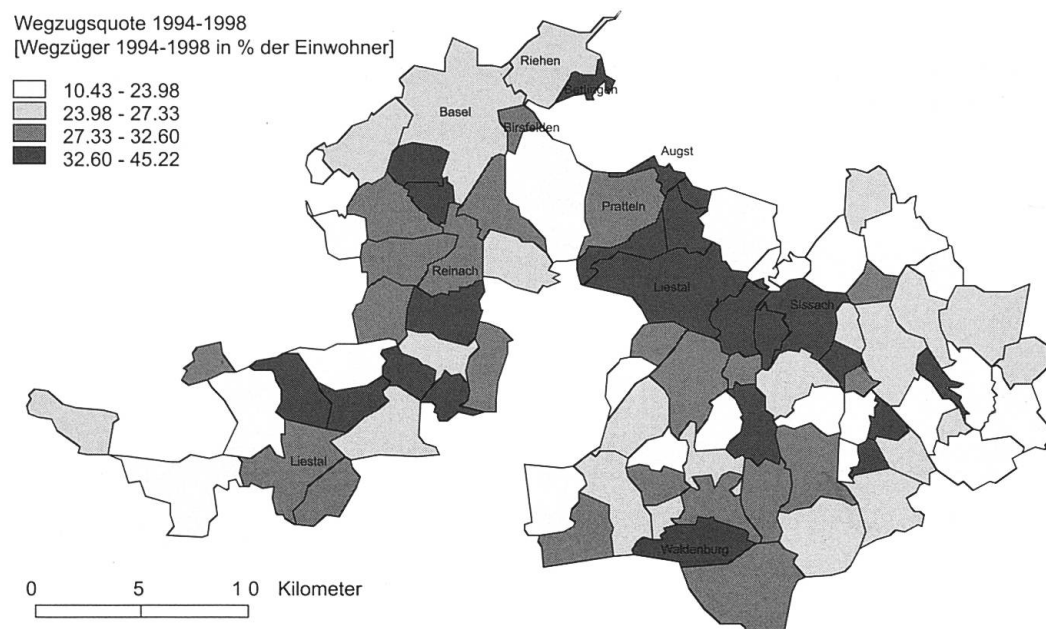 Wegzugsquote 1994-1998
[Wegzüger 1994-1998 in % der Einwohner]
10.43 - 23.98
23.98 - 27.33
27.33 - 32.60
32.60 - 45.22
Riehen
Bettingen
Basel
Birsfelden
Augst
Pratteln
Reinach
Liestal
Sissach
Liestal
Waldenburg
0 5 1 0 Kilometer